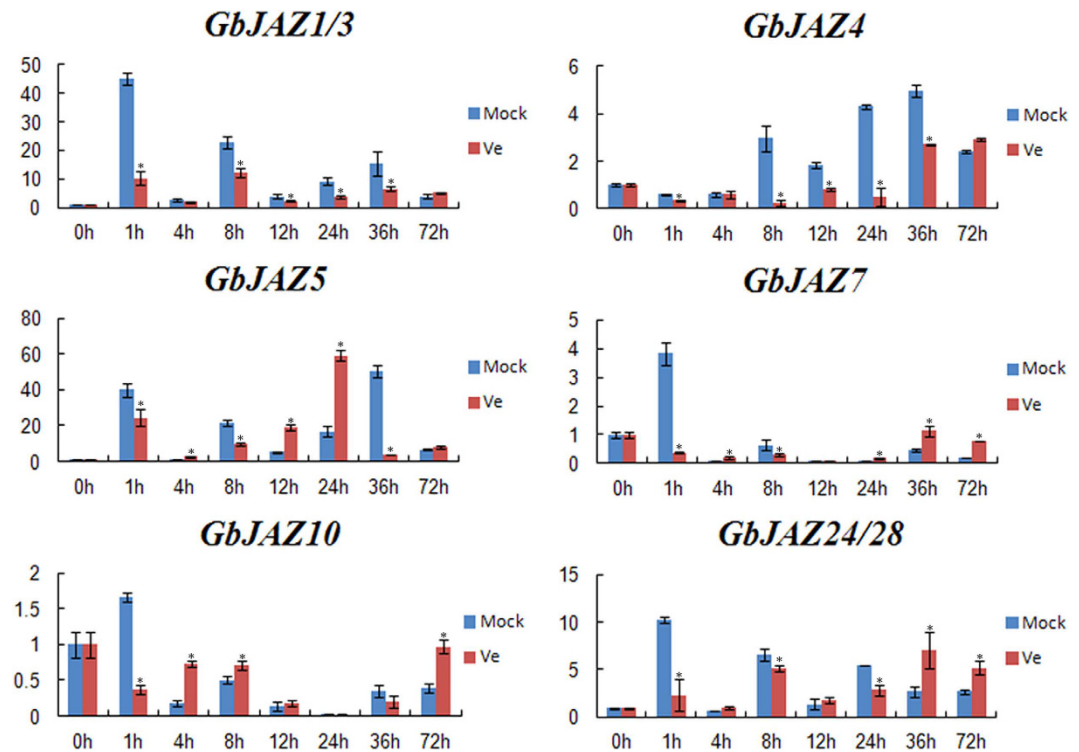 GbJAZ1/3
50
40
30
20
10
0
* * * * *
0h 1h 4h 8h 12h 24h 36h 72h
Mock
Ve
GbJAZ4
6
4
2
0
* * * * *
0h 1h 4h 8h 12h 24h 36h 72h
Mock
Ve
GbJAZ5
80
60
40
20
0
* * * * * *
0h 1h 4h 8h 12h 24h 36h 72h
Mock
Ve
GbJAZ7
5
4
3
2
1
0
* * * * * *
0h 1h 4h 8h 12h 24h 36h 72h
Mock
Ve
GbJAZ10
2
1.5
1
0.5
0
* * * *
0h 1h 4h 8h 12h 24h 36h 72h
Mock
Ve
GbJAZ24/28
15
10
5
0
* * * * *
0h 1h 4h 8h 12h 24h 36h 72h
Mock
Ve